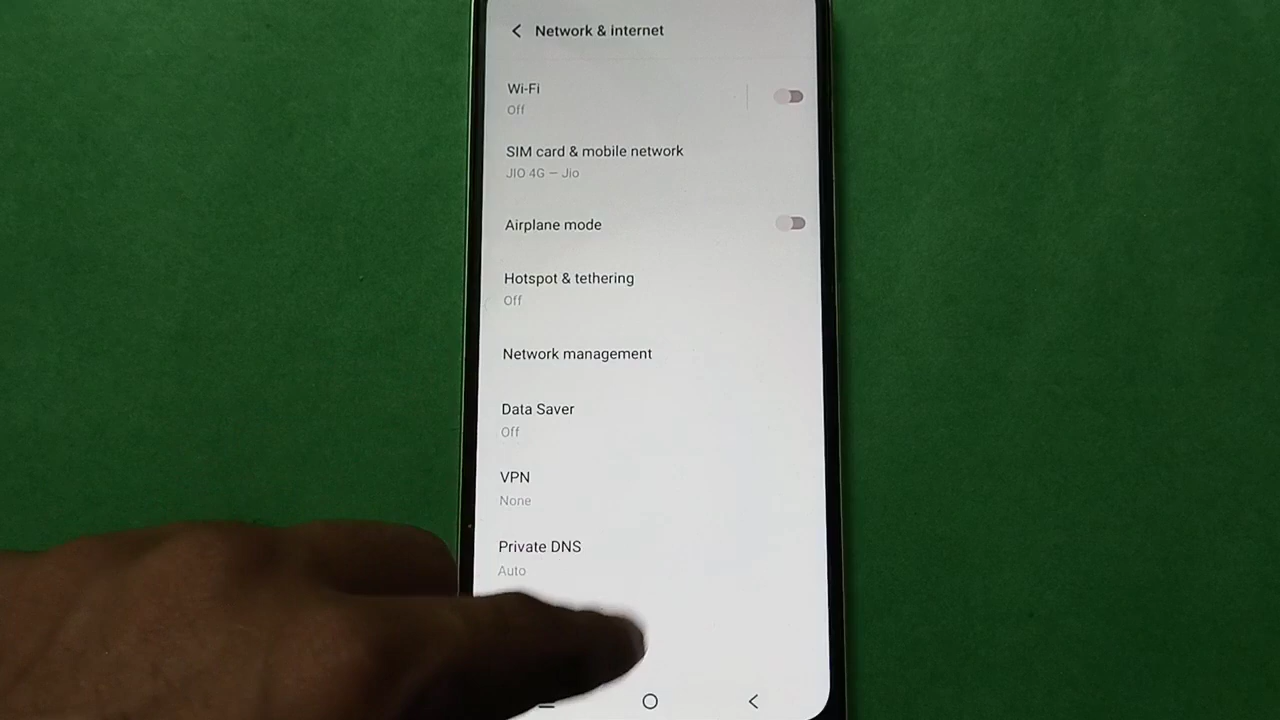 Network & internet
Wi-Fi
Off
SIM card & mobile network
JIO 4G — Jio
Airplane mode
Hotspot & tethering
Off
Network management
Data Saver
Off
VPN
None
Private DNS
Auto